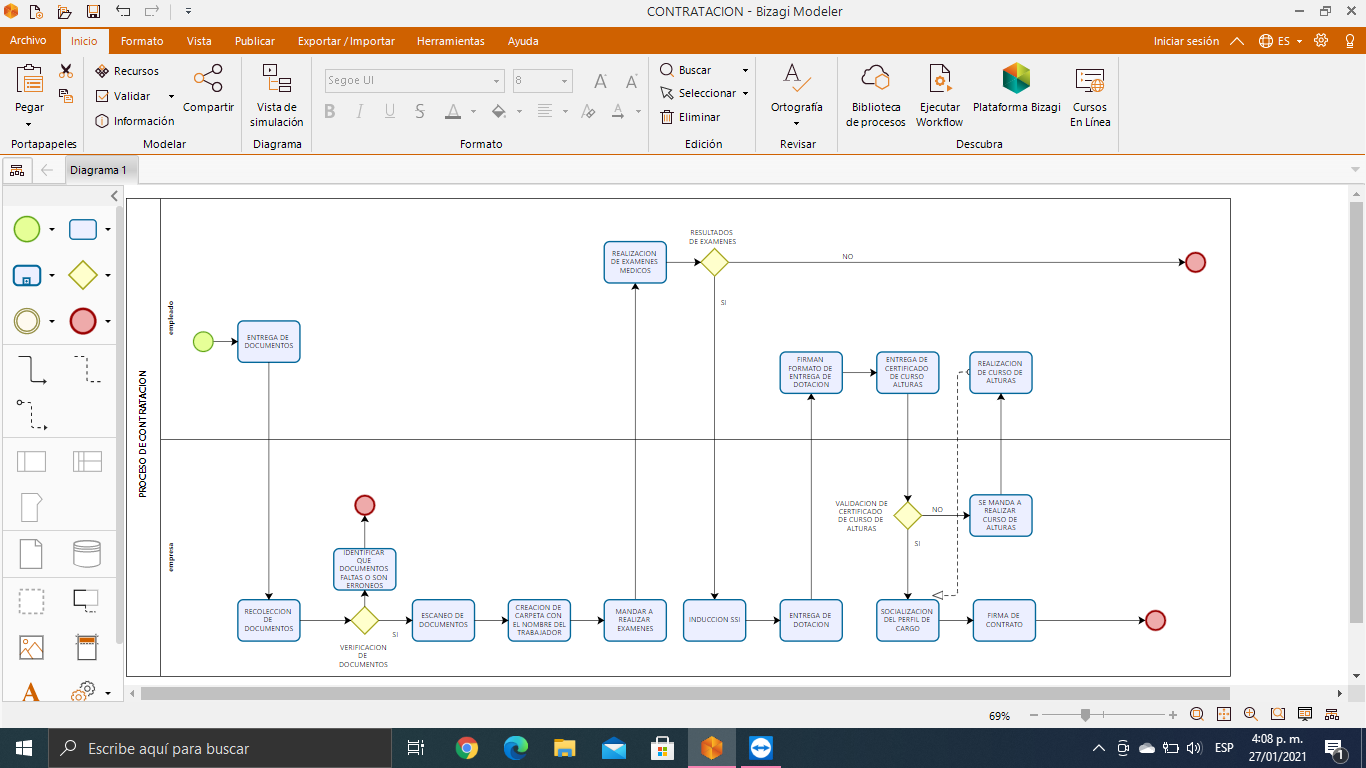 CONTRATACION - Bizagi Modeler
Archivo
Inicio
Formato
Vista
Publicar
Exportar / Importar
Herramientas
Ayuda
Iniciar sesión
ES
Pegar
Portapapeles
Recursos
Validar
Información
Compartir
Modelar
Vista de
simulación
Diagrama
Segoe UI
8
B I U S A
Formato
Buscar
Seleccionar
Eliminar
Edición
Ortografía
Revisar
Biblioteca
de procesos
Ejecutar
Workflow
Plataforma Bizagi
Cursos
En Línea
Descubra
Diagrama 1
PROCESO DE CONTRATACION
empleado
empresa
RESULTADOS
DE EXAMENES
REALIZACION
DE EXAMENES
MEDICOS
NO
SI
ENTREGA DE
DOCUMENTOS
FIRMAN
FORMATO DE
ENTREGA DE
DOTACION
ENTREGA DE
CERTIFICADO
DE CURSO
ALTURAS
REALIZACION
DE CURSO DE
ALTURAS
VALIDACION DE
CERTIFICADO
DE CURSO DE
ALTURAS
NO
SI
SE MANDA A
REALIZAR
CURSO DE
ALTURAS
IDENTIFICAR
QUE
DOCUMENTOS
FALTAS O SON
ERRONEOS
RECOLECCION
DE
DOCUMENTOS
SI
VERIFICACION
DE
DOCUMENTOS
ESCANEO DE
DOCUMENTOS
CREACION DE
CARPETA CON
EL NOMBRE DEL
TRABAJADOR
MANDAR A
REALIZAR
EXAMENES
INDUCCION SSI
ENTREGA DE
DOTACION
SOCIALIZACION
DEL PERFIL DE
CARGO
FIRMA DE
CONTRATO
69%
Escribe aquí para buscar
ESP
4:08 p. m.
27/01/2021
1